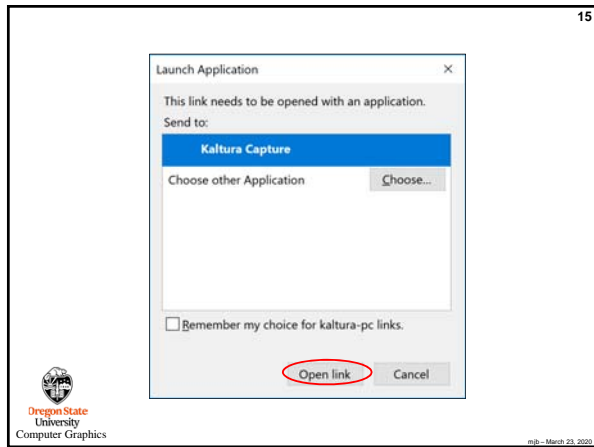 15
Launch Application
This link needs to be opened with an application.
Send to:
Kaltura Capture
Choose other Application Choose...
Remember my choice for kaltura-pc links.
Open link Cancel
Oregon State
University
Computer Graphics
mjb – March 23, 2020